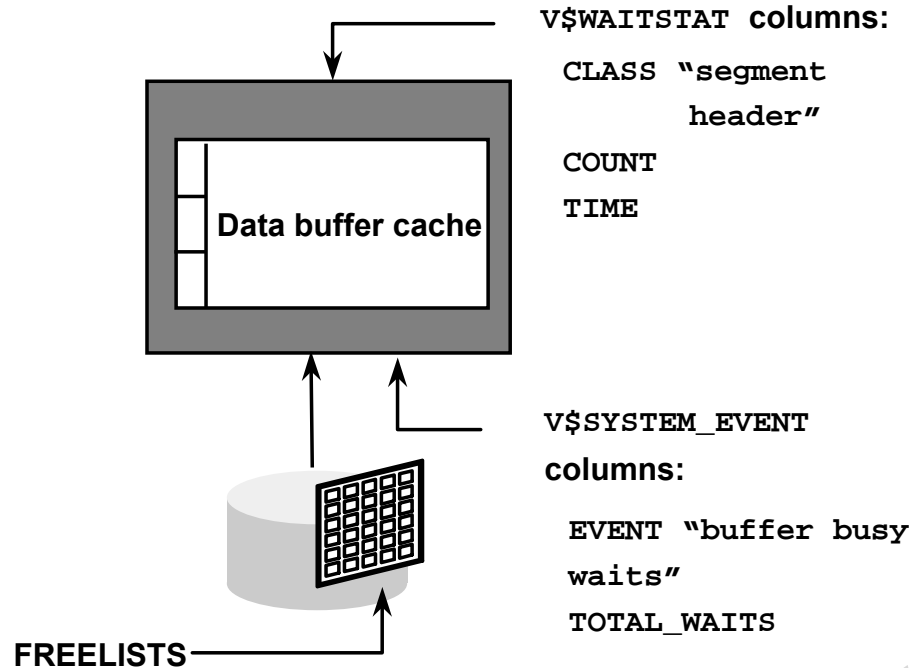 V$WAITSTAT columns:
CLASS “segment
header”
COUNT
TIME
Data buffer cache
V$SYSTEM_EVENT
columns:
EVENT “buffer busy
waits”
TOTAL_WAITS
FREELISTS